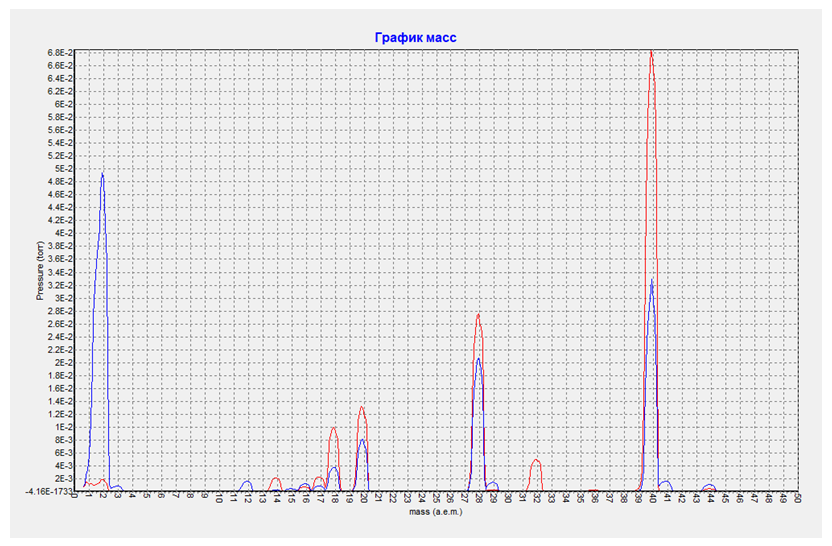 График масс
Pressure (torr)
6.8E-2
6.6E-2
6.4E-2
6.2E-2
6E-2
5.8E-2
5.6E-2
5.4E-2
5.2E-2
5E-2
4.8E-2
4.6E-2
4.4E-2
4.2E-2
4E-2
3.8E-2
3.6E-2
3.4E-2
3.2E-2
3E-2
2.8E-2
2.6E-2
2.4E-2
2.2E-2
2E-2
1.8E-2
1.6E-2
1.4E-2
1.2E-2
1E-2
8E-3
6E-3
4E-3
2E-3
-4.16E-1733
0 1 2 3 4 5 6 7 8 9 10 11 12 13 14 15 16 17 18 19 20 21 22 23 24 25 26 27 28 29 30 31 32 33 34 35 36 37 38 39 40 41 42 43 44 45 46 47 48 49 50
mass (a.e.m.)